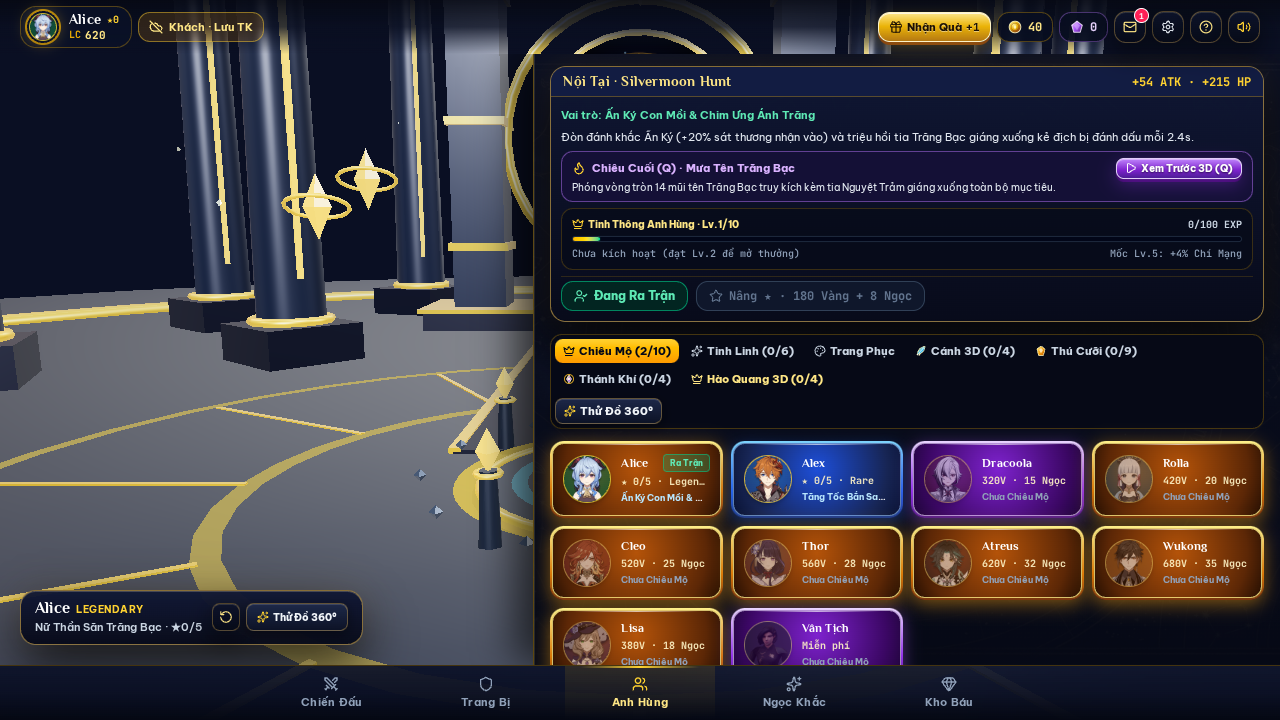 Alice ★0
LC 620
Khách · Lưu TK
Nhận Quà +1
40
0
1
Nội Tại · Silvermoon Hunt
+54 ATK · +215 HP
Vai trò: Ấn Ký Con Mồi & Chim Ưng Ánh Trăng
Đòn đánh khắc Ấn Ký (+20% sát thương nhận vào) và triệu hồi tia Trăng Bạc giáng xuống kẻ địch bị đánh dấu mỗi 2.4s.
Chiêu Cuối (Q) · Mưa Tên Trăng Bạc
Xem Trước 3D (Q)
Phóng vòng tròn 14 mũi tên Trăng Bạc truy kích kèm tia Nguyệt Trảm giáng xuống toàn bộ mục tiêu.
Tinh Thông Anh Hùng · Lv.1/10
0/100 EXP
Chưa kích hoạt (đạt Lv.2 để mở thưởng)
Mốc Lv.5: +4% Chí Mạng
Đang Ra Trận
Nâng ★ · 180 Vàng + 8 Ngọc
Chiêu Mộ (2/10)
Tinh Linh (0/6)
Trang Phục
Cánh 3D (0/4)
Thú Cưỡi (0/9)
Thánh Khí (0/4)
Hào Quang 3D (0/4)
Thử Đồ 360°
Alice
Ra Trận
★ 0/5 · Legen…
Ấn Ký Con Mồi & …
Alex
★ 0/5 · Rare
Tăng Tốc Bắn Sa…
Dracoola
320V · 15 Ngọc
Chưa Chiêu Mộ
Rolla
420V · 20 Ngọc
Chưa Chiêu Mộ
Cleo
520V · 25 Ngọc
Chưa Chiêu Mộ
Thor
560V · 28 Ngọc
Chưa Chiêu Mộ
Atreus
620V · 32 Ngọc
Chưa Chiêu Mộ
Wukong
680V · 35 Ngọc
Chưa Chiêu Mộ
Lisa
380V · 18 Ngọc
Chưa Chiêu Mộ
Vân Tịch
Miễn phí
Chưa Chiêu Mộ
Alice LEGENDARY
Nữ Thần Săn Trăng Bạc · ★0/5
Thử Đồ 360°
Chiến Đấu
Trang Bị
Anh Hùng
Ngọc Khắc
Kho Báu